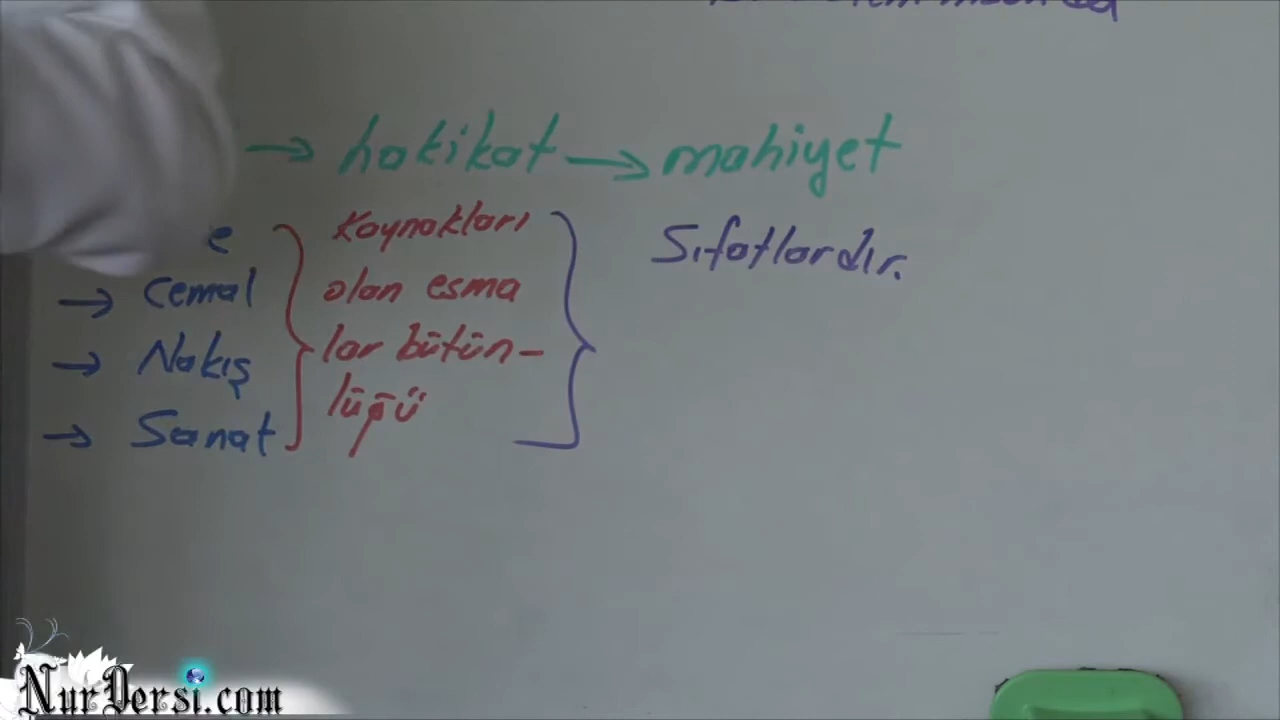 → hakikat → mahiyet
kaynakları
Sıfatlardır.
→ Cemal
olan esma
→ Nakış
lar bütün-
lüğü
→ Sanat
NurDersi.com